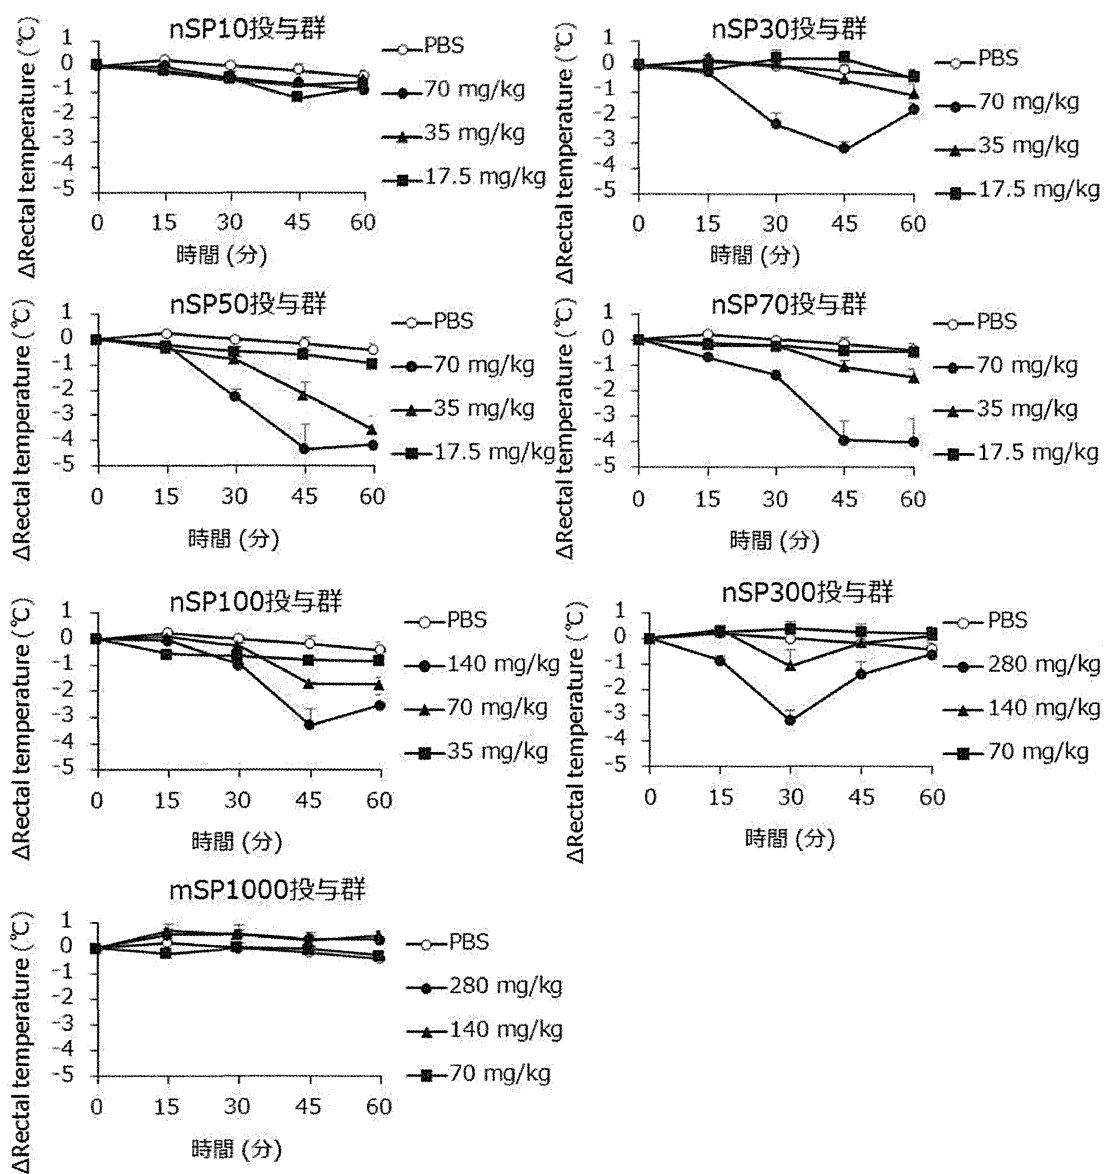 nSP10投与群
ΔRectal temperature (℃)
1
0
-1
-2
-3
-4
-5
0 15 30 45 60
時間 (分)
PBS
70 mg/kg
35 mg/kg
17.5 mg/kg
nSP30投与群
ΔRectal temperature (℃)
1
0
-1
-2
-3
-4
-5
0 15 30 45 60
時間 (分)
PBS
70 mg/kg
35 mg/kg
17.5 mg/kg
nSP50投与群
ΔRectal temperature (℃)
1
0
-1
-2
-3
-4
-5
0 15 30 45 60
時間 (分)
PBS
70 mg/kg
35 mg/kg
17.5 mg/kg
nSP70投与群
ΔRectal temperature (℃)
1
0
-1
-2
-3
-4
-5
0 15 30 45 60
時間 (分)
PBS
70 mg/kg
35 mg/kg
17.5 mg/kg
nSP100投与群
ΔRectal temperature (℃)
1
0
-1
-2
-3
-4
-5
0 15 30 45 60
時間 (分)
PBS
140 mg/kg
70 mg/kg
35 mg/kg
nSP300投与群
ΔRectal temperature (℃)
1
0
-1
-2
-3
-4
-5
0 15 30 45 60
時間 (分)
PBS
280 mg/kg
140 mg/kg
70 mg/kg
mSP1000投与群
ΔRectal temperature (℃)
1
0
-1
-2
-3
-4
-5
0 15 30 45 60
時間 (分)
PBS
280 mg/kg
140 mg/kg
70 mg/kg